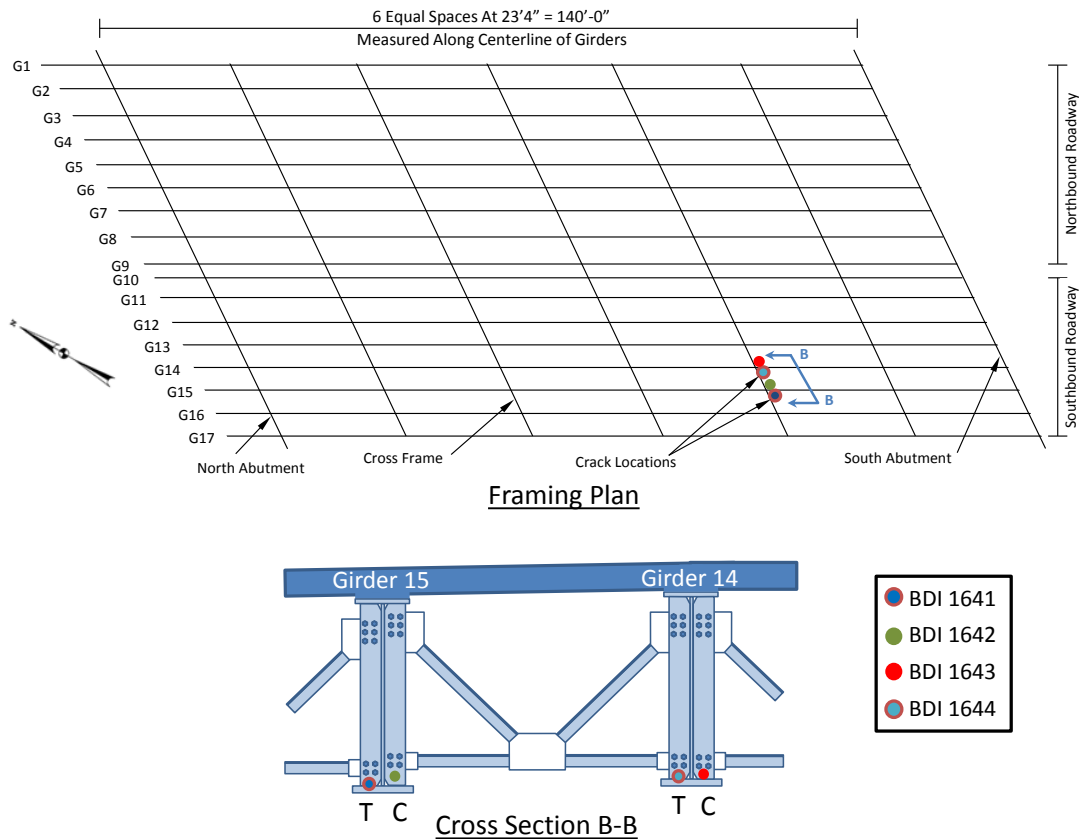 6 Equal Spaces At 23’4” = 140’-0”
Measured Along Centerline of Girders
G1
G2
G3
G4
G5
G6
G7
G8
G9
G10
G11
G12
G13
G14
G15
G16
G17
Northbound Roadway
Southbound Roadway
N
B
B
North Abutment
Cross Frame
Crack Locations
South Abutment
Framing Plan
Girder 15
Girder 14
T C
T C
Cross Section B-B
BDI 1641
BDI 1642
BDI 1643
BDI 1644